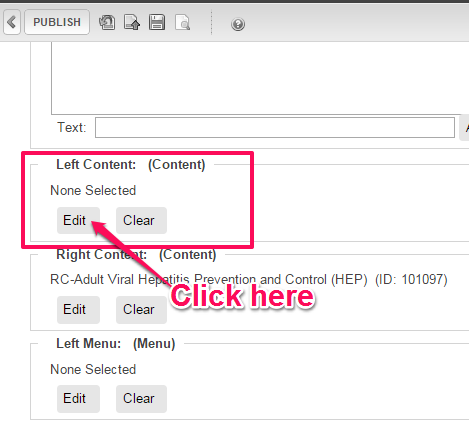 PUBLISH
Text:
Left Content: (Content)
None Selected
Edit Clear
Right Content: (Content)
RC-Adult Viral Hepatitis Prevention and Control (HEP) (ID: 101097)
Click here
Edit Clear
Left Menu: (Menu)
None Selected
Edit Clear